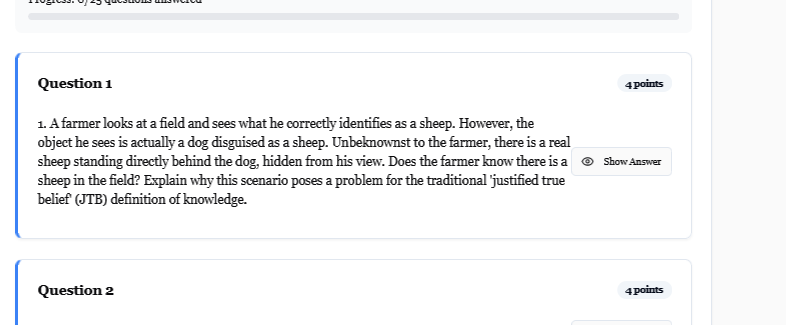 Progress: 0/25 questions answered
Question 1
4 points
1. A farmer looks at a field and sees what he correctly identifies as a sheep. However, the
object he sees is actually a dog disguised as a sheep. Unbeknownst to the farmer, there is a real
sheep standing directly behind the dog, hidden from his view. Does the farmer know there is a
sheep in the field? Explain why this scenario poses a problem for the traditional 'justified true
belief' (JTB) definition of knowledge.
Show Answer
Question 2
4 points